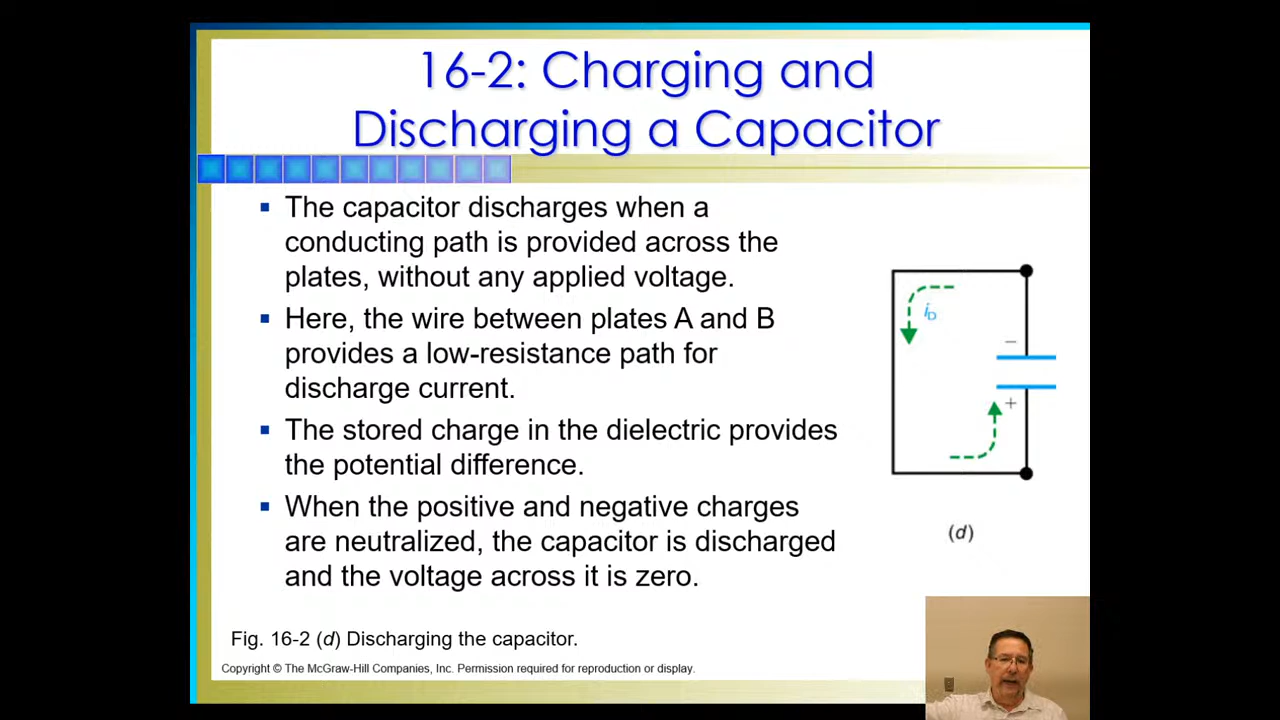 16-2: Charging and
Discharging a Capacitor
▪ The capacitor discharges when a
conducting path is provided across the
plates, without any applied voltage.
▪ Here, the wire between plates A and B
provides a low-resistance path for
discharge current.
▪ The stored charge in the dielectric provides
the potential difference.
▪ When the positive and negative charges
are neutralized, the capacitor is discharged
and the voltage across it is zero.
iD
−
+
(d)
Fig. 16-2 (d) Discharging the capacitor.
Copyright © The McGraw-Hill Companies, Inc. Permission required for reproduction or display.